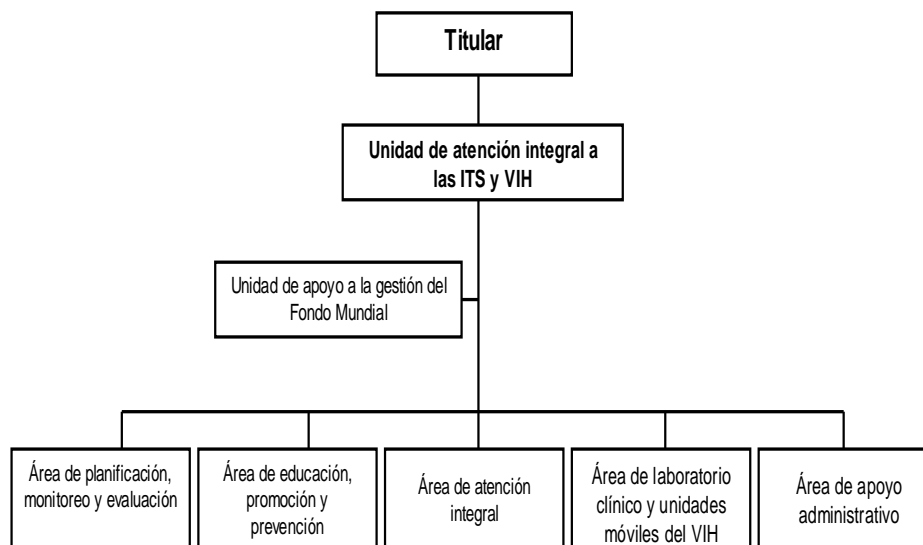 Titular
Unidad de atención integral a
las ITS y VIH
Unidad de apoyo a la gestión del
Fondo Mundial
Área de planificación,
monitoreo y evaluación
Área de educación,
promoción y
prevención
Área de atención
integral
Área de laboratorio
clínico y unidades
móviles del VIH
Área de apoyo
administrativo